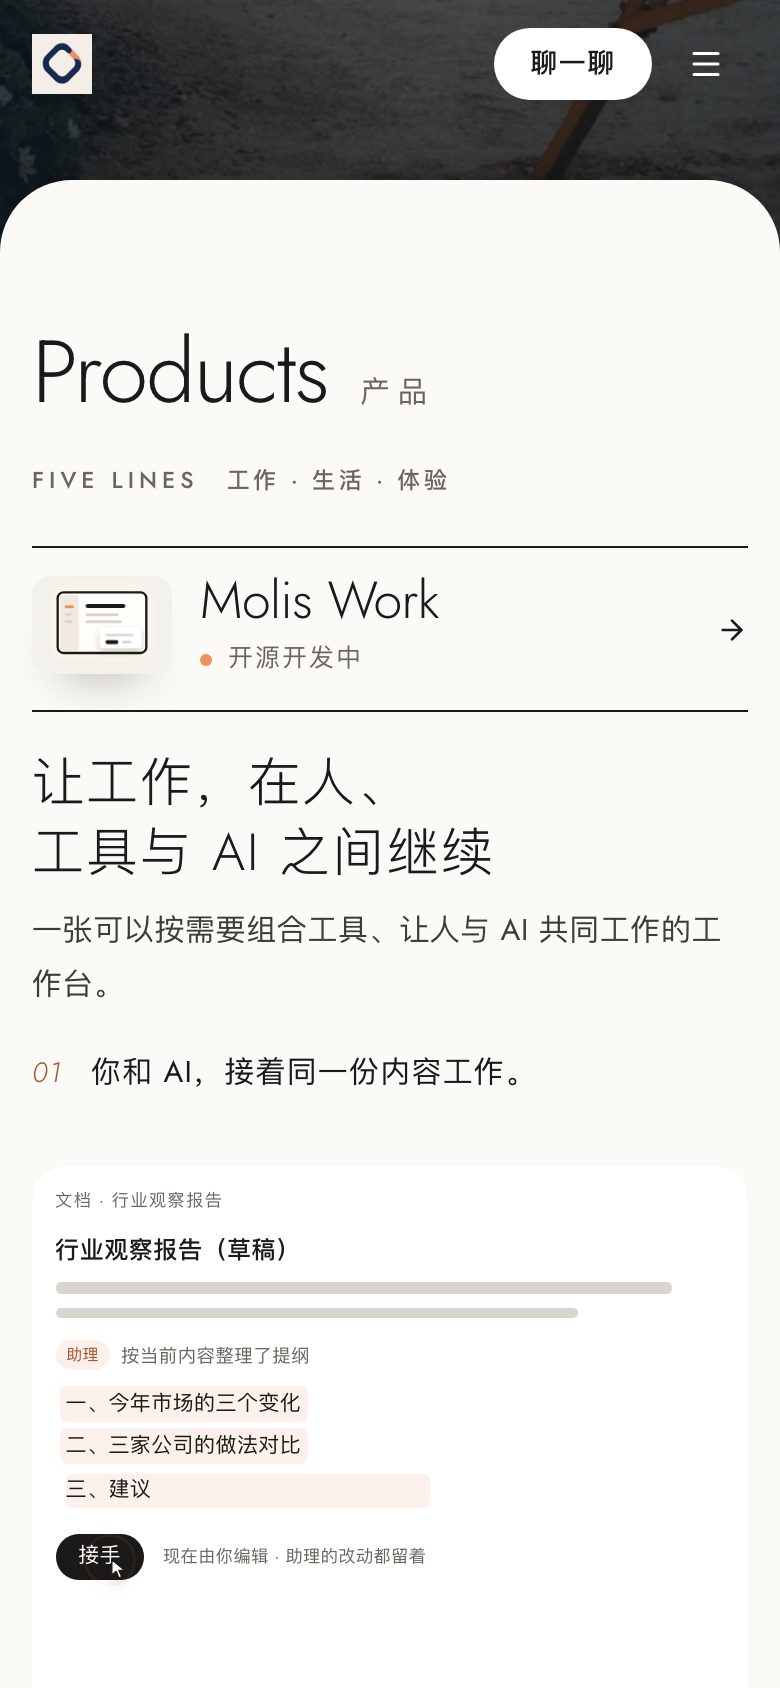 聊一聊
Products 产品
FIVE LINES 工作 · 生活 · 体验
Molis Work
开源开发中
让工作，在人、
工具与 AI 之间继续
一张可以按需要组合工具、让人与 AI 共同工作的工
作台。
01 你和 AI，接着同一份内容工作。
文档 · 行业观察报告
行业观察报告（草稿）
助理 按当前内容整理了提纲
一、今年市场的三个变化
二、三家公司的做法对比
三、建议
接手 现在由你编辑 · 助理的改动都留着